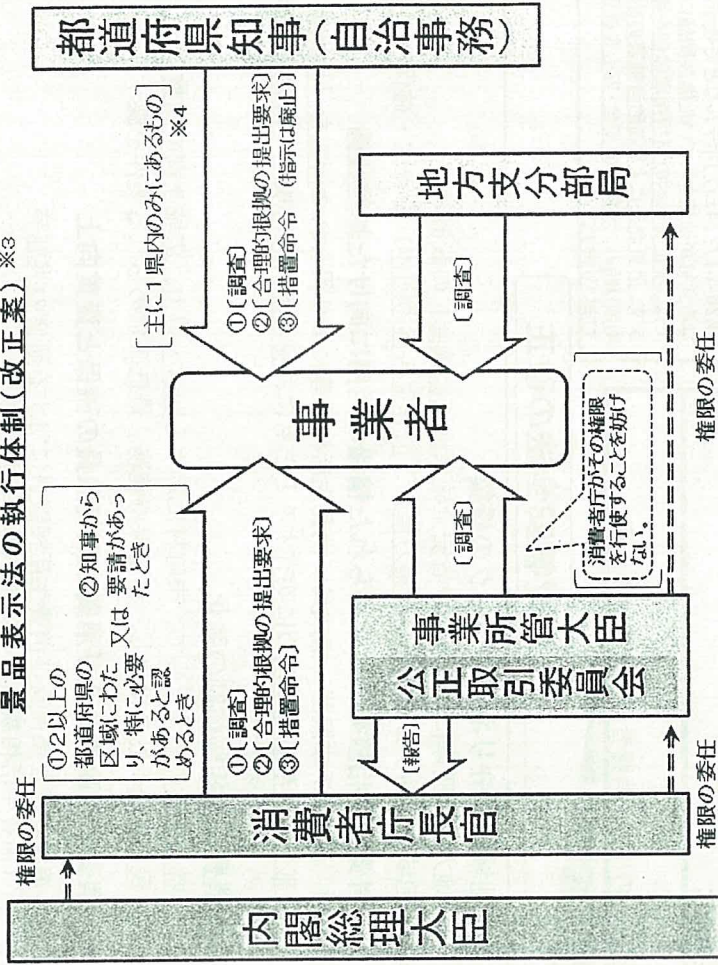 景品表示法の執行体制(改正案)※3
内閣総理大臣
権限の委任
消費者庁長官
①2以上の
都道府県の
区域にわた
り、特に必要
があると認
めるとき
又は
②知事から
要請があっ
たとき
①〔調査〕
②〔合理的根拠の提出要求〕
③〔措置命令〕
〔報告〕
権限の委任
公正取引委員会
事業所管大臣
〔調査〕
消費者庁がその権限
を行使することを妨げ
ない。
権限の委任
事業者
〔主に1県内のみにあるもの〕
※4
①〔調査〕
②〔合理的根拠の提出要求〕
③〔措置命令 (指示は廃止)〕
〔調査〕
地方支分部局
都道府県知事(自治事務)